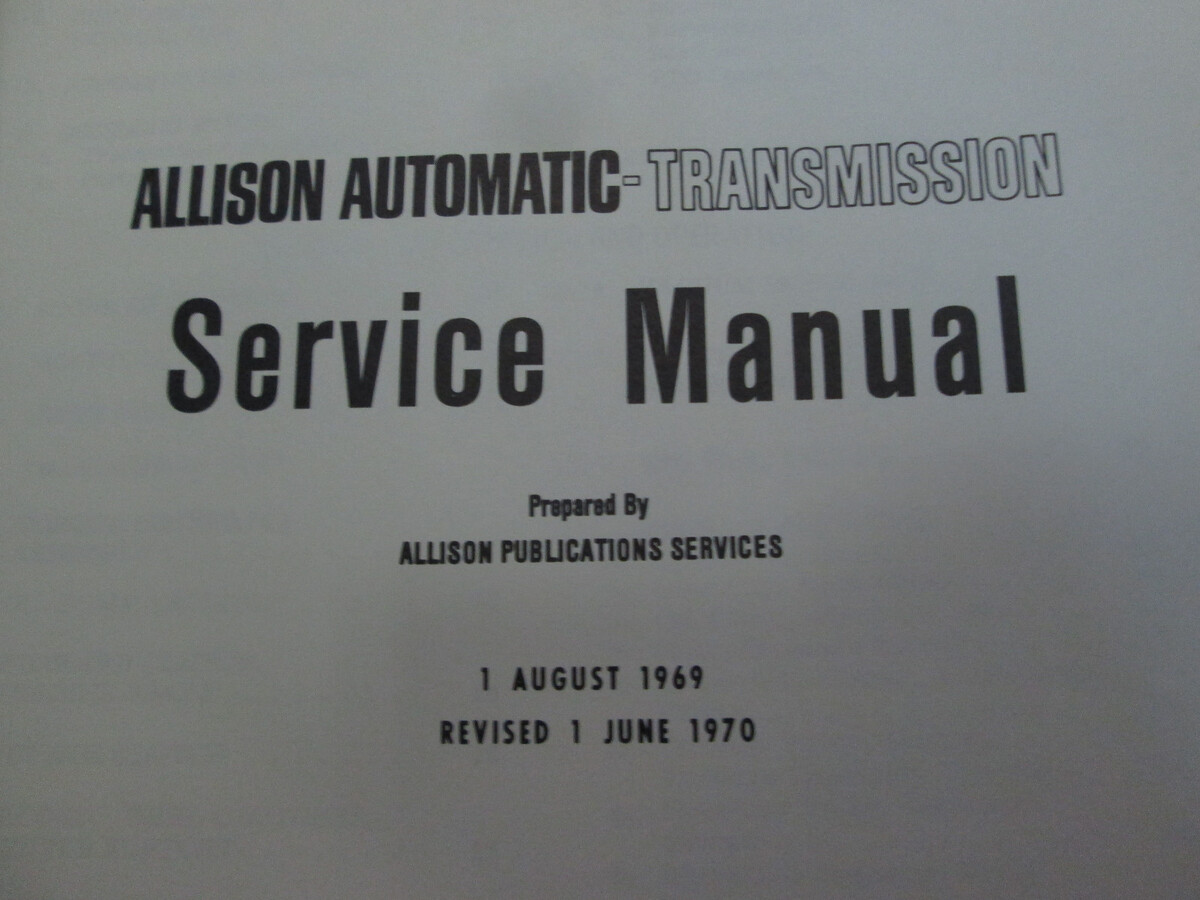 ALLISON AUTOMATIC-TRANSMISSION
Service Manual
Prepared By
ALLISON PUBLICATIONS SERVICES
1 AUGUST 1969
REVISED 1 JUNE 1970